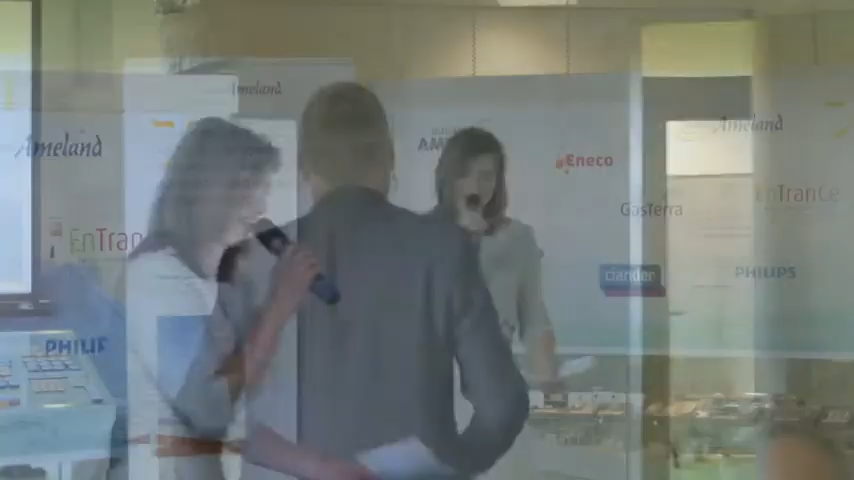 Ameland
Ameland
Ameland
Eneco
EnTranCe
GasTerra
EnTran
ciander
PHILIPS
PHILIP